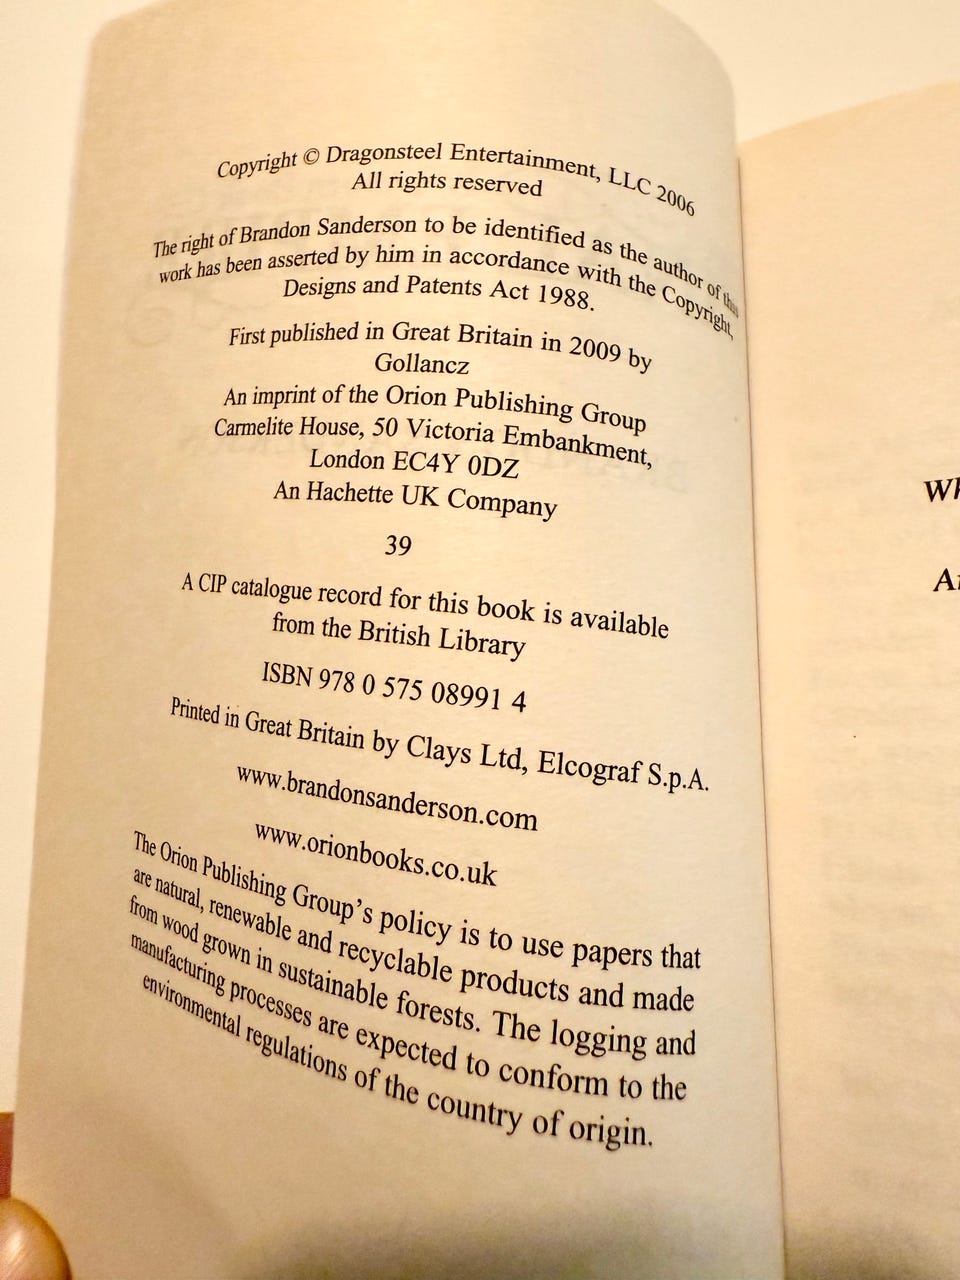 Copyright © Dragonsteel Entertainment, LLC 2006
All rights reserved
The right of Brandon Sanderson to be identified as the author of this
work has been asserted by him in accordance with the Copyright,
Designs and Patents Act 1988.
First published in Great Britain in 2009 by
Gollancz
An imprint of the Orion Publishing Group
Carmelite House, 50 Victoria Embankment,
London EC4Y 0DZ
An Hachette UK Company
39
A CIP catalogue record for this book is available
from the British Library
ISBN 978 0 575 08991 4
Printed in Great Britain by Clays Ltd, Elcograf S.p.A.
www.brandonsanderson.com
www.orionbooks.co.uk
The Orion Publishing Group's policy is to use papers that
are natural, renewable and recyclable products and made
from wood grown in sustainable forests. The logging and
manufacturing processes are expected to conform to the
environmental regulations of the country of origin.